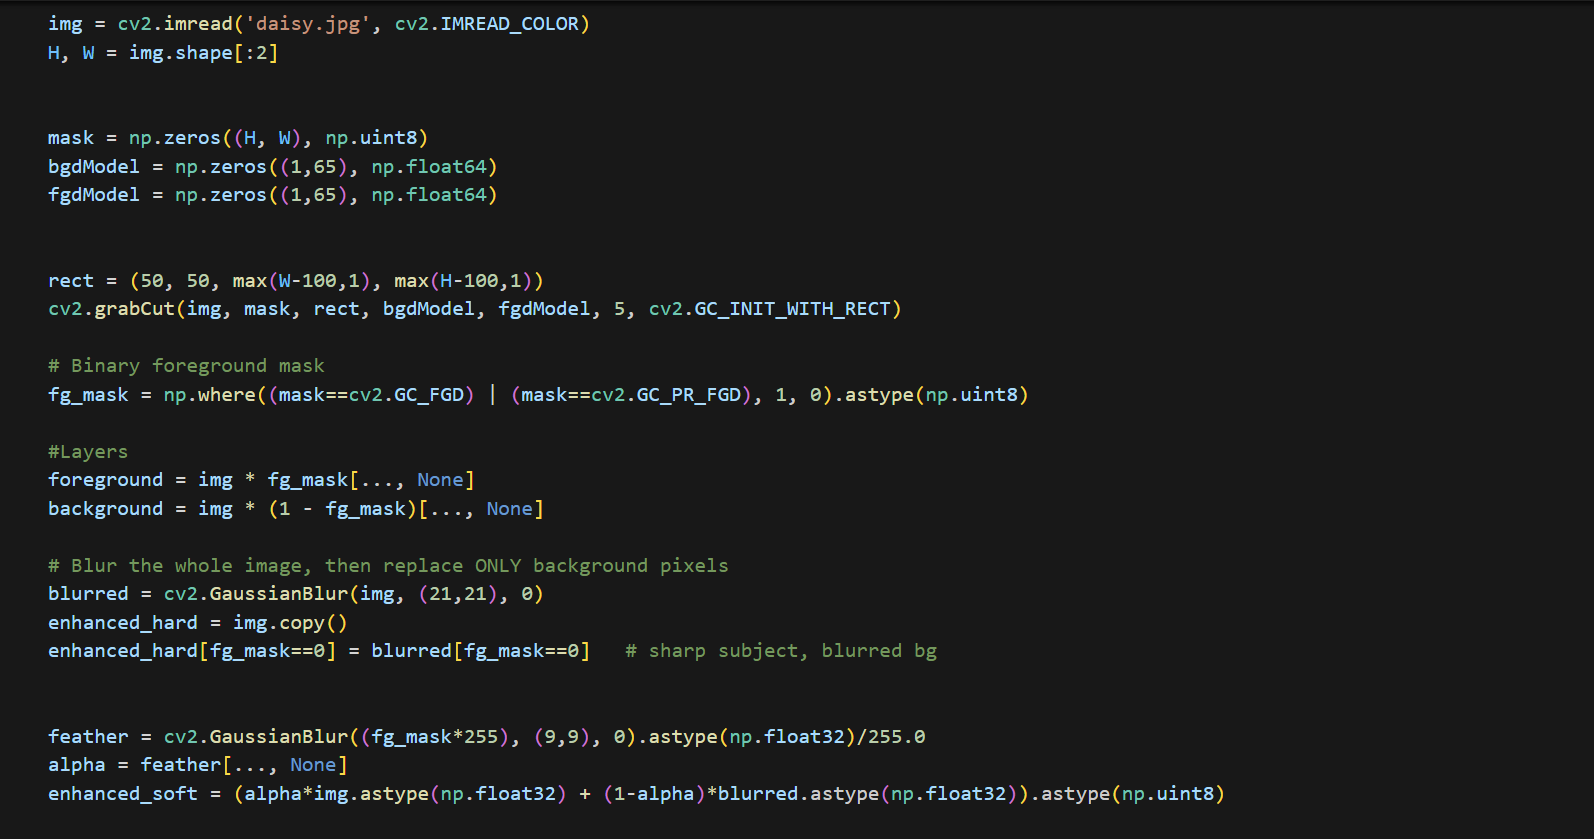 img = cv2.imread('daisy.jpg', cv2.IMREAD_COLOR)
H, W = img.shape[:2]
mask = np.zeros((H, W), np.uint8)
bgdModel = np.zeros((1,65), np.float64)
fgdModel = np.zeros((1,65), np.float64)
rect = (50, 50, max(W-100,1), max(H-100,1))
cv2.grabCut(img, mask, rect, bgdModel, fgdModel, 5, cv2.GC_INIT_WITH_RECT)
# Binary foreground mask
fg_mask = np.where((mask==cv2.GC_FGD) | (mask==cv2.GC_PR_FGD), 1, 0).astype(np.uint8)
#Layers
foreground = img * fg_mask[..., None]
background = img * (1 - fg_mask)[..., None]
# Blur the whole image, then replace ONLY background pixels
blurred = cv2.GaussianBlur(img, (21,21), 0)
enhanced_hard = img.copy()
enhanced_hard[fg_mask==0] = blurred[fg_mask==0]   # sharp subject, blurred bg
feather = cv2.GaussianBlur((fg_mask*255), (9,9), 0).astype(np.float32)/255.0
alpha = feather[..., None]
enhanced_soft = (alpha*img.astype(np.float32) + (1-alpha)*blurred.astype(np.float32)).astype(np.uint8)